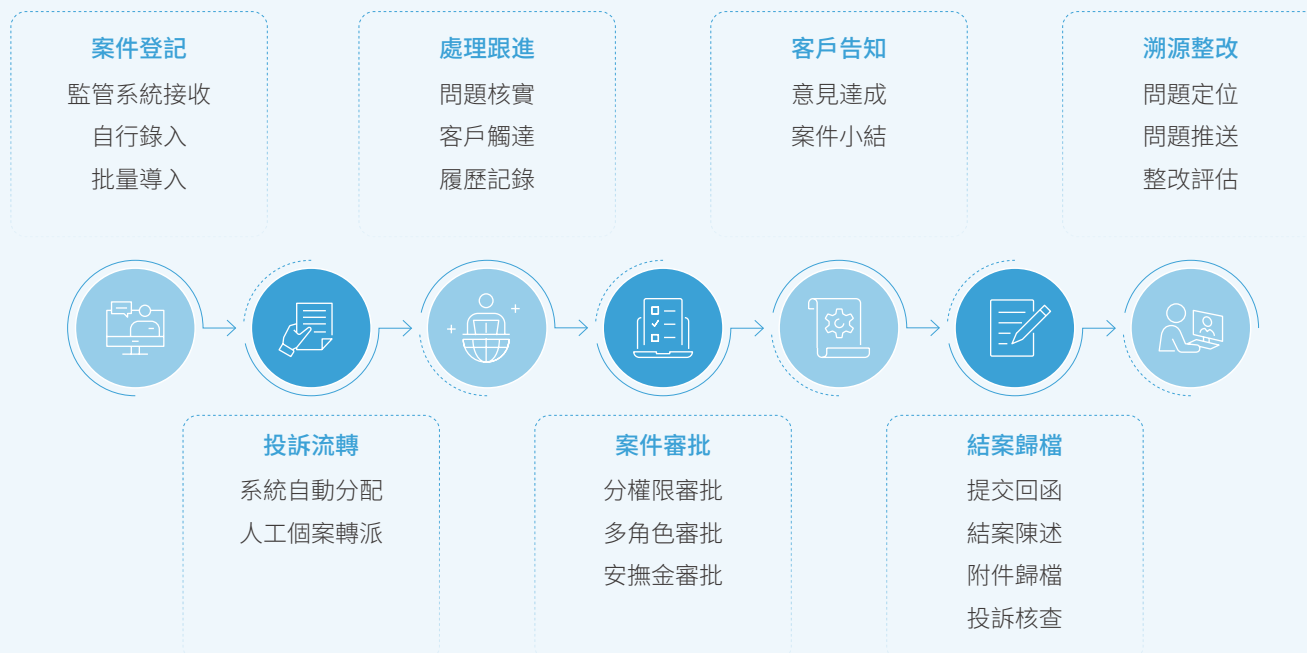 案件登記
監管系統接收
自行錄入
批量導入
處理跟進
問題核實
客戶觸達
履歷記錄
客戶告知
意見達成
案件小結
溯源整改
問題定位
問題推送
整改評估
投訴流轉
系統自動分配
人工個案轉派
案件審批
分權限審批
多角色審批
安撫金審批
結案歸檔
提交回函
結案陳述
附件歸檔
投訴核查